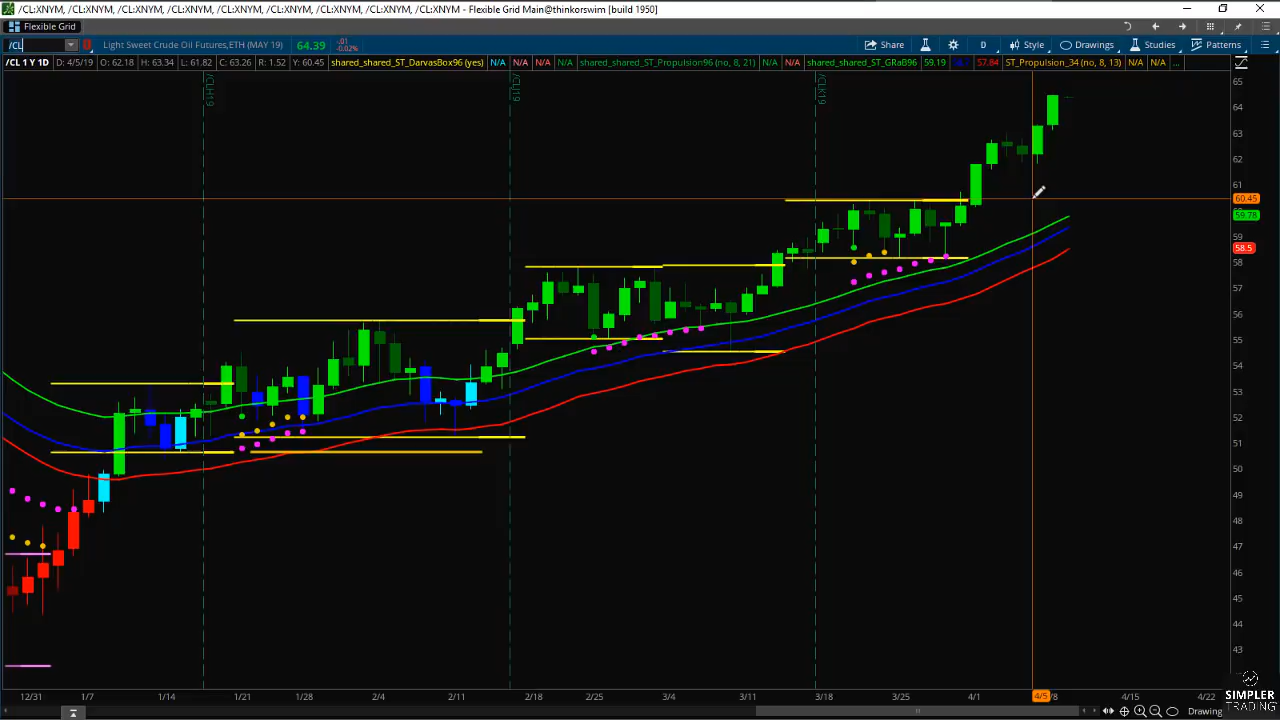 /CL:XNYM, /CL:XNYM, /CL:XNYM, /CL:XNYM, /CL:XNYM, /CL:XNYM, /CL:XNYM, /CL:XNYM - Flexible Grid Main@thinkorswim [build 1950]
Flexible Grid
/CL Light Sweet Crude Oil Futures,ETH (MAY 19) 64.39 -.01 -0.02% Share D Style Drawings Studies Patterns
/CL 1 Y 1D D: 4/5/19 O: 62.18 H: 63.34 L: 61.82 C: 63.26 R: 1.52 Y: 60.45 shared_shared_ST_DarvasBox96 (yes) N/A N/A N/A N/A shared_shared_ST_Propulsion96 (no, 8, 21) N/A N/A shared_shared_ST_GRaB96 59.19 57.84 ST_Propulsion_34 (no, 8, 13) N/A N/A ...
/CLH19
/CLJ19
/CLK19
65
64
63
62
61
60.45
59.78
59
58.5
58
57
56
55
54
53
52
51
50
49
48
47
46
45
44
43
12/31 1/7 1/14 1/21 1/28 2/4 2/11 2/18 2/25 3/4 3/11 3/18 3/25 4/1 4/5 /8 4/15 4/22
Drawing
SIMPLER
TRADING